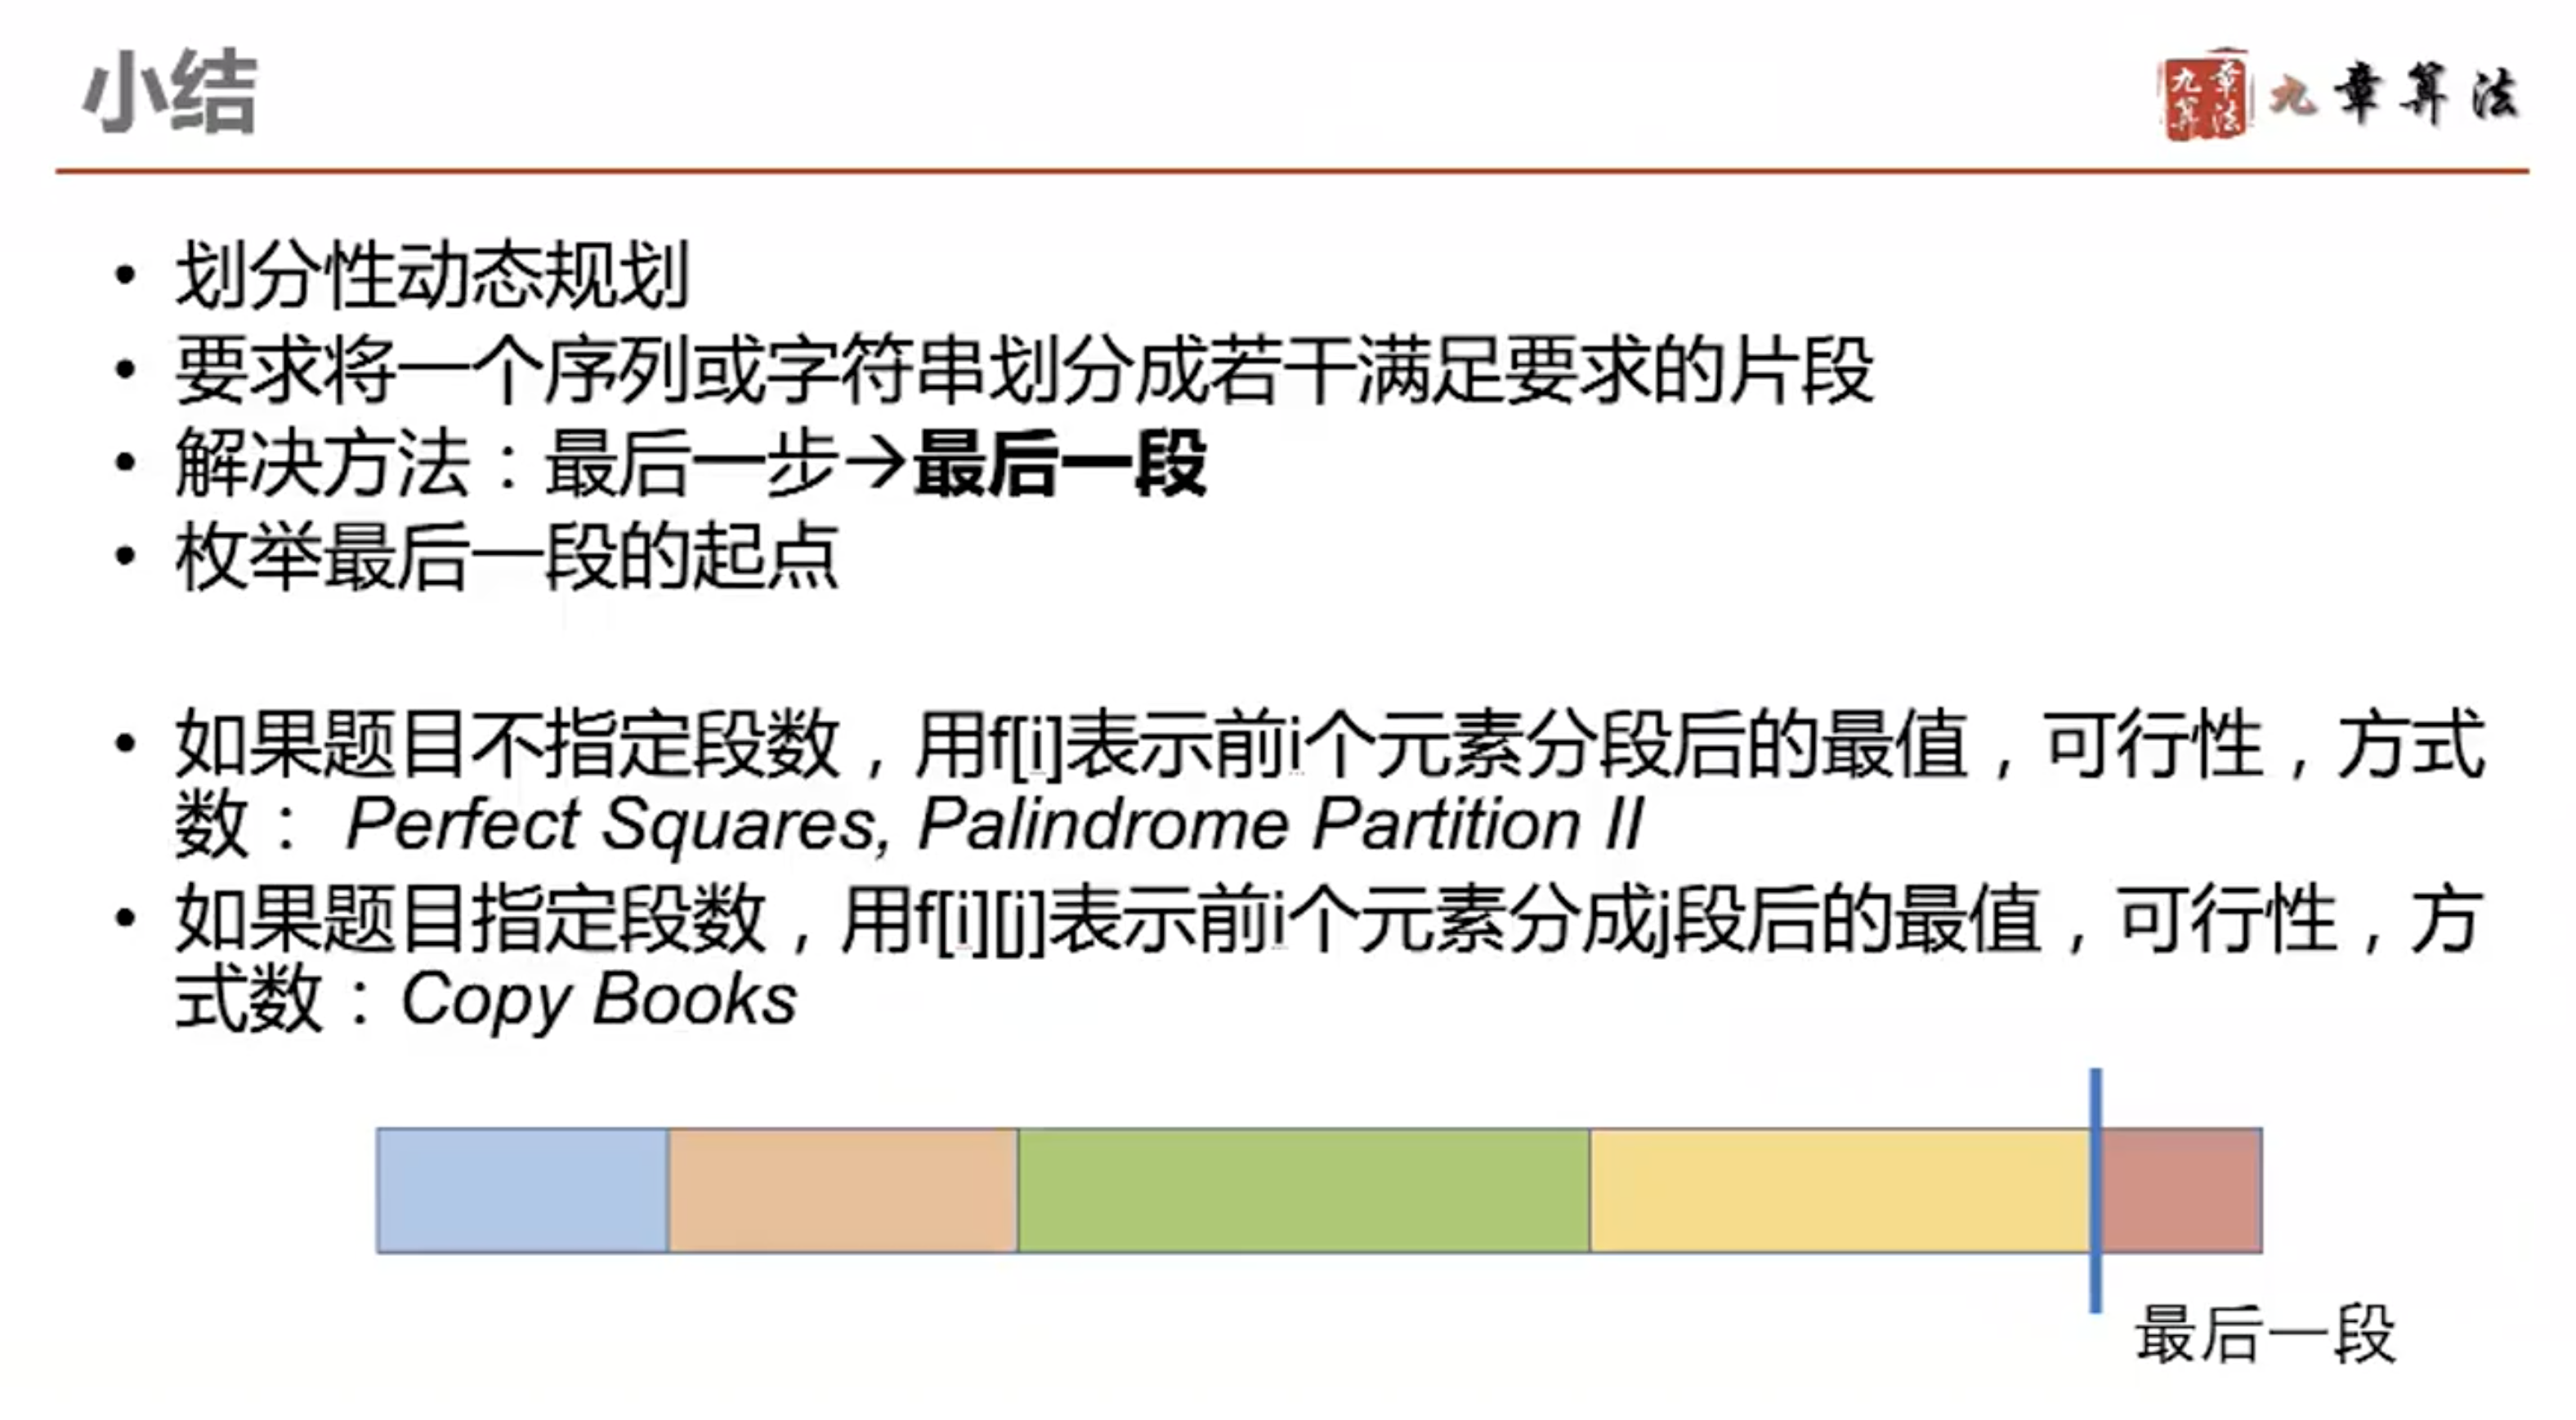 小结
九章算法
九章算法
• 划分性动态规划
• 要求将一个序列或字符串划分成若干满足要求的片段
• 解决方法：最后一步→最后一段
• 枚举最后一段的起点
• 如果题目不指定段数，用f[i]表示前i个元素分段后的最值，可行性，方式
数： Perfect Squares, Palindrome Partition II
• 如果题目指定段数，用f[i][j]表示前i个元素分成j段后的最值，可行性，方
式数：Copy Books
最后一段